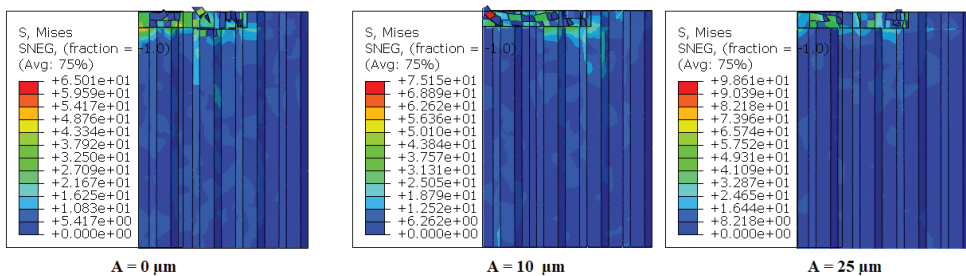 S, Mises
SNEG, (fraction = -1.0)
(Avg: 75%)
+6.501e+01
+5.959e+01
+5.417e+01
+4.876e+01
+4.334e+01
+3.792e+01
+3.250e+01
+2.709e+01
+2.167e+01
+1.625e+01
+1.083e+01
+5.417e+00
+0.000e+00
A = 0 µm
S, Mises
SNEG, (fraction = -1.0)
(Avg: 75%)
+7.515e+01
+6.889e+01
+6.262e+01
+5.636e+01
+5.010e+01
+4.384e+01
+3.757e+01
+3.131e+01
+2.505e+01
+1.879e+01
+1.252e+01
+6.262e+00
+0.000e+00
A = 10 µm
S, Mises
SNEG, (fraction = -1.0)
(Avg: 75%)
+9.861e+01
+9.039e+01
+8.218e+01
+7.396e+01
+6.574e+01
+5.752e+01
+4.931e+01
+4.109e+01
+3.287e+01
+2.465e+01
+1.644e+01
+8.218e+00
+0.000e+00
A = 25 µm